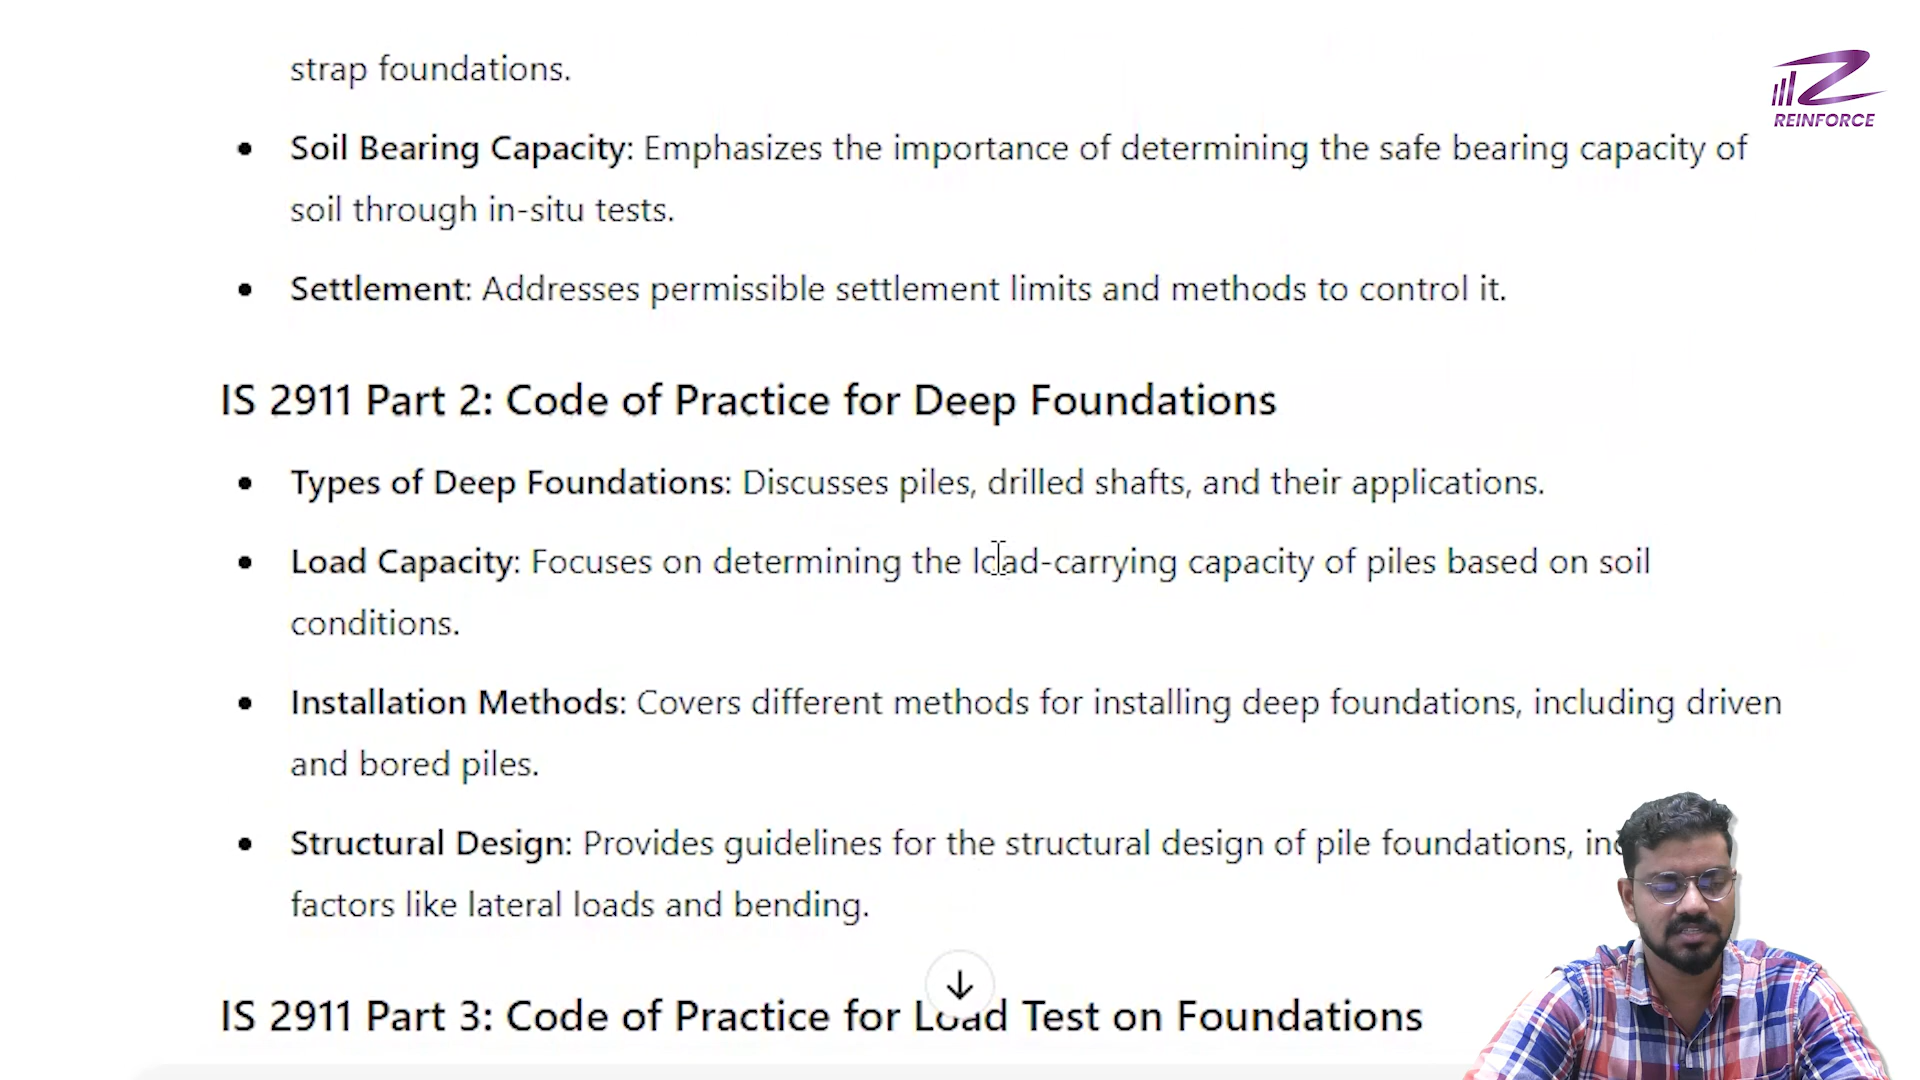 strap foundations.
REINFORCE
• Soil Bearing Capacity: Emphasizes the importance of determining the safe bearing capacity of
soil through in-situ tests.
• Settlement: Addresses permissible settlement limits and methods to control it.
IS 2911 Part 2: Code of Practice for Deep Foundations
• Types of Deep Foundations: Discusses piles, drilled shafts, and their applications.
• Load Capacity: Focuses on determining the load-carrying capacity of piles based on soil
conditions.
• Installation Methods: Covers different methods for installing deep foundations, including driven
and bored piles.
• Structural Design: Provides guidelines for the structural design of pile foundations,
factors like lateral loads and bending.
IS 2911 Part 3: Code of Practice for Load Test on Foundations